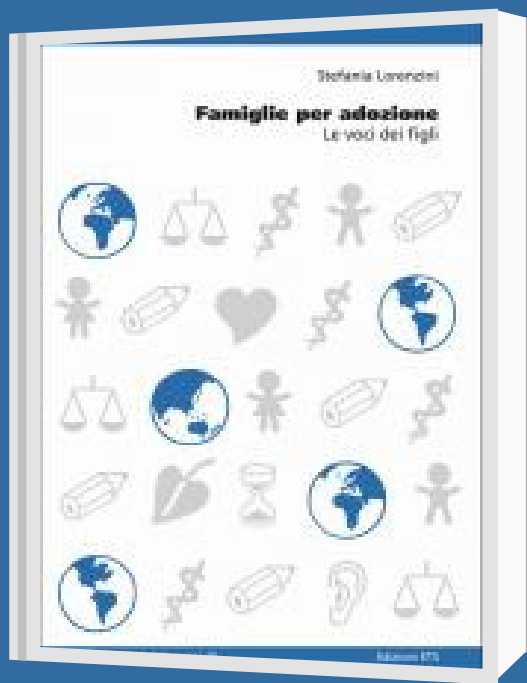 Stefania Lorenzini
Famiglie per adozione
Le voci dei figli
Edizioni ETS